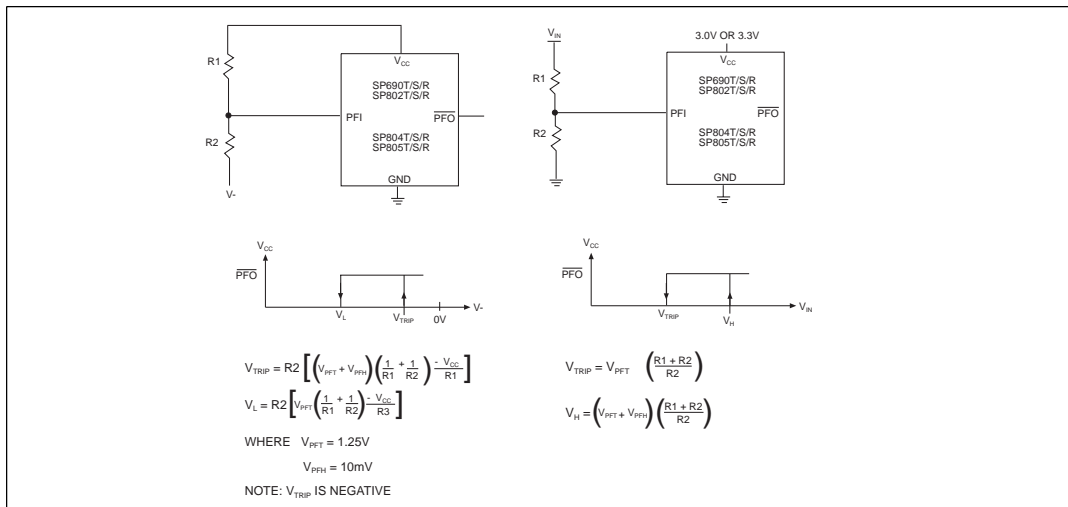 R1
R2
V-
V_CC
SP690T/S/R
SP802T/S/R
PFI
PFO
SP804T/S/R
SP805T/S/R
GND
V_IN
R1
R2
3.0V OR 3.3V
V_CC
SP690T/S/R
SP802T/S/R
PFI
PFO
SP804T/S/R
SP805T/S/R
GND
V_CC
PFO
V_L
V_TRIP
0V
V-
V_CC
PFO
V_TRIP
V_H
V_IN
V_TRIP = R2 [(V_PFT + V_PFH)(1/R1 + 1/R2) - V_CC/R1]
V_L = R2 [V_PFT (1/R1 + 1/R2) - V_CC/R3]
WHERE V_PFT = 1.25V
V_PFH = 10mV
NOTE: V_TRIP IS NEGATIVE
V_TRIP = V_PFT (R1 + R2/R2)
V_H = (V_PFT + V_PFH)(R1 + R2/R2)